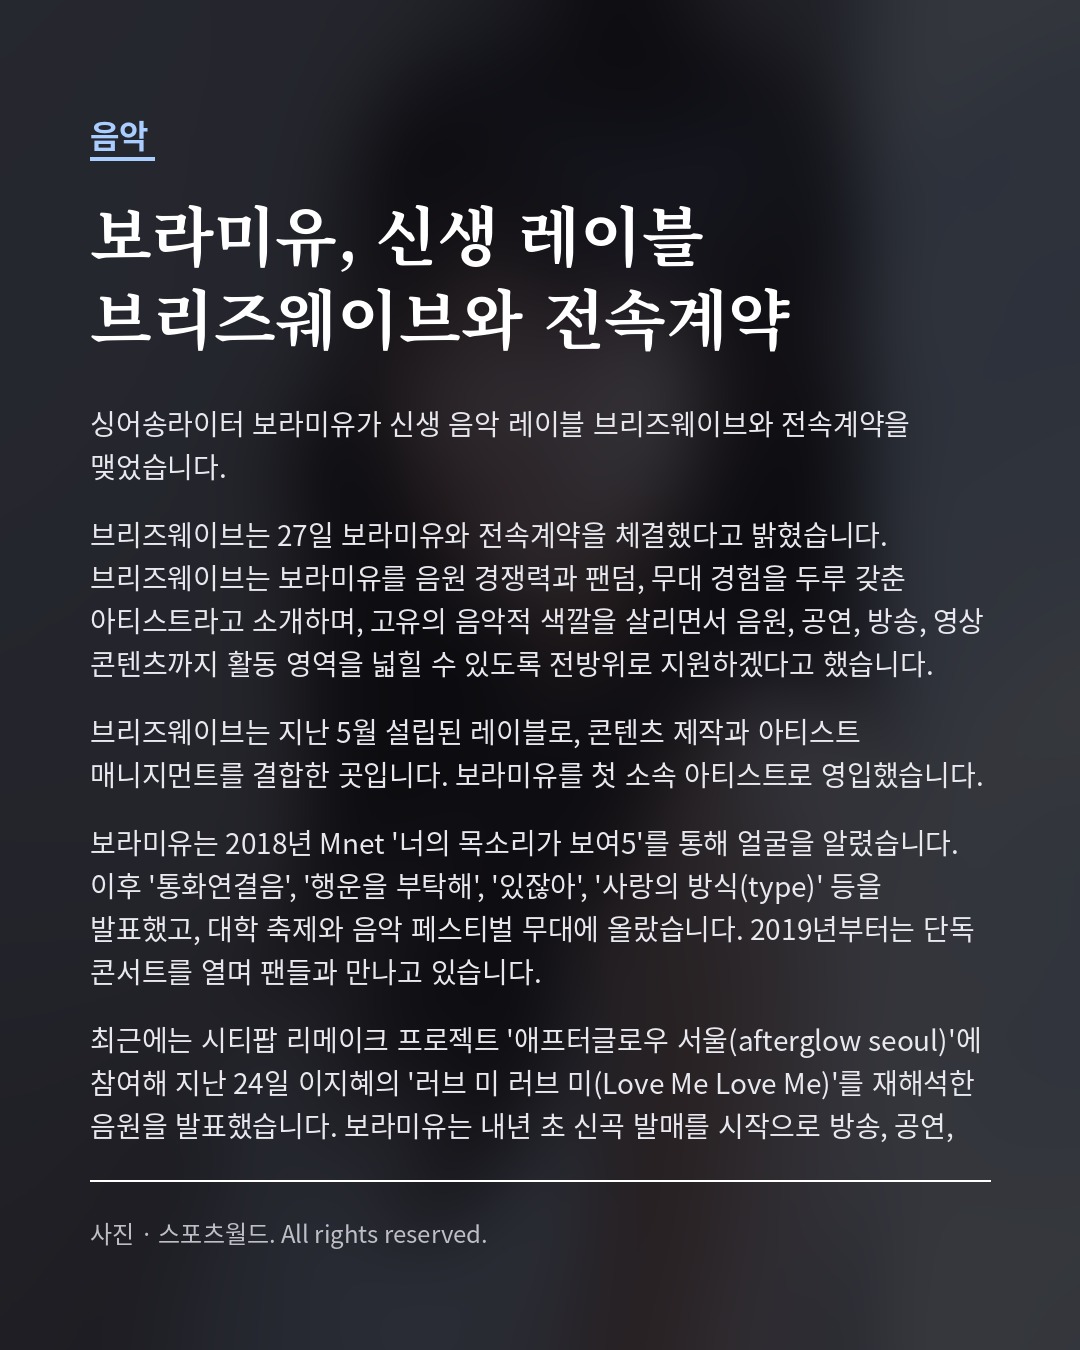 음악
보라미유, 신생 레이블
브리즈웨이브와 전속계약
싱어송라이터 보라미유가 신생 음악 레이블 브리즈웨이브와 전속계약을
맺었습니다.
브리즈웨이브는 27일 보라미유와 전속계약을 체결했다고 밝혔습니다.
브리즈웨이브는 보라미유를 음원 경쟁력과 팬덤, 무대 경험을 두루 갖춘
아티스트라고 소개하며, 고유의 음악적 색깔을 살리면서 음원, 공연, 방송, 영상
콘텐츠까지 활동 영역을 넓힐 수 있도록 전방위로 지원하겠다고 했습니다.
브리즈웨이브는 지난 5월 설립된 레이블로, 콘텐츠 제작과 아티스트
매니지먼트를 결합한 곳입니다. 보라미유를 첫 소속 아티스트로 영입했습니다.
보라미유는 2018년 Mnet '너의 목소리가 보여5'를 통해 얼굴을 알렸습니다.
이후 '통화연결음', '행운을 부탁해', '있잖아', '사랑의 방식(type)' 등을
발표했고, 대학 축제와 음악 페스티벌 무대에 올랐습니다. 2019년부터는 단독
콘서트를 열며 팬들과 만나고 있습니다.
최근에는 시티팝 리메이크 프로젝트 '애프터글로우 서울(afterglow seoul)'에
참여해 지난 24일 이지혜의 '러브 미 러브 미(Love Me Love Me)'를 재해석한
음원을 발표했습니다. 보라미유는 내년 초 신곡 발매를 시작으로 방송, 공연,
사진 · 스포츠월드. All rights reserved.